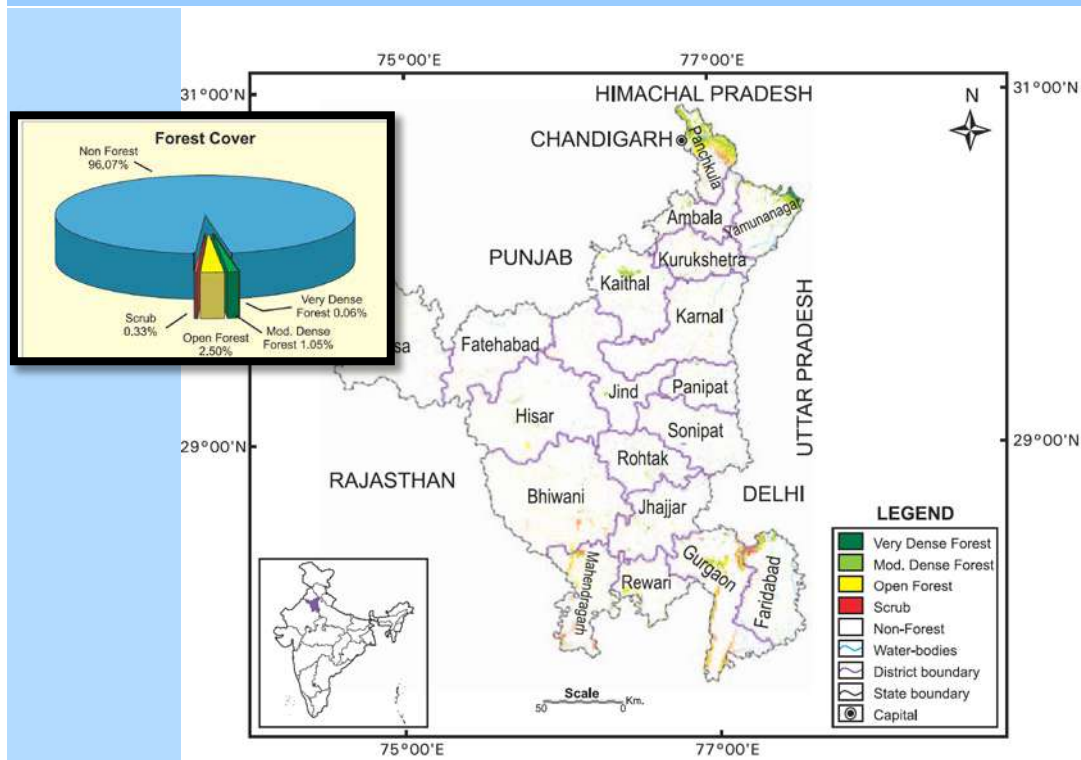 75°00'E
77°00'E
31°00'N
31°00'N
HIMACHAL PRADESH
N
CHANDIGARH
Panchkula
Forest Cover
Non Forest
96.07%
Very Dense
Forest 0.06%
Scrub
0.33%
Mod. Dense
Forest 1.05%
Open Forest
2.50%
Ambala
Yamunanagar
PUNJAB
Kurukshetra
Kaithal
Karnal
UTTAR PRADESH
sa
Fatehabad
Jind
Panipat
Hisar
Sonipat
29°00'N
29°00'N
Rohtak
RAJASTHAN
Bhiwani
Jhajjar
DELHI
Mahendragarh
Rewari
Gurgaon
Faridabad
LEGEND
Very Dense Forest
Mod. Dense Forest
Open Forest
Scrub
Non-Forest
Water-bodies
District boundary
State boundary
Capital
Scale
50 0 Km.
75°00'E
77°00'E